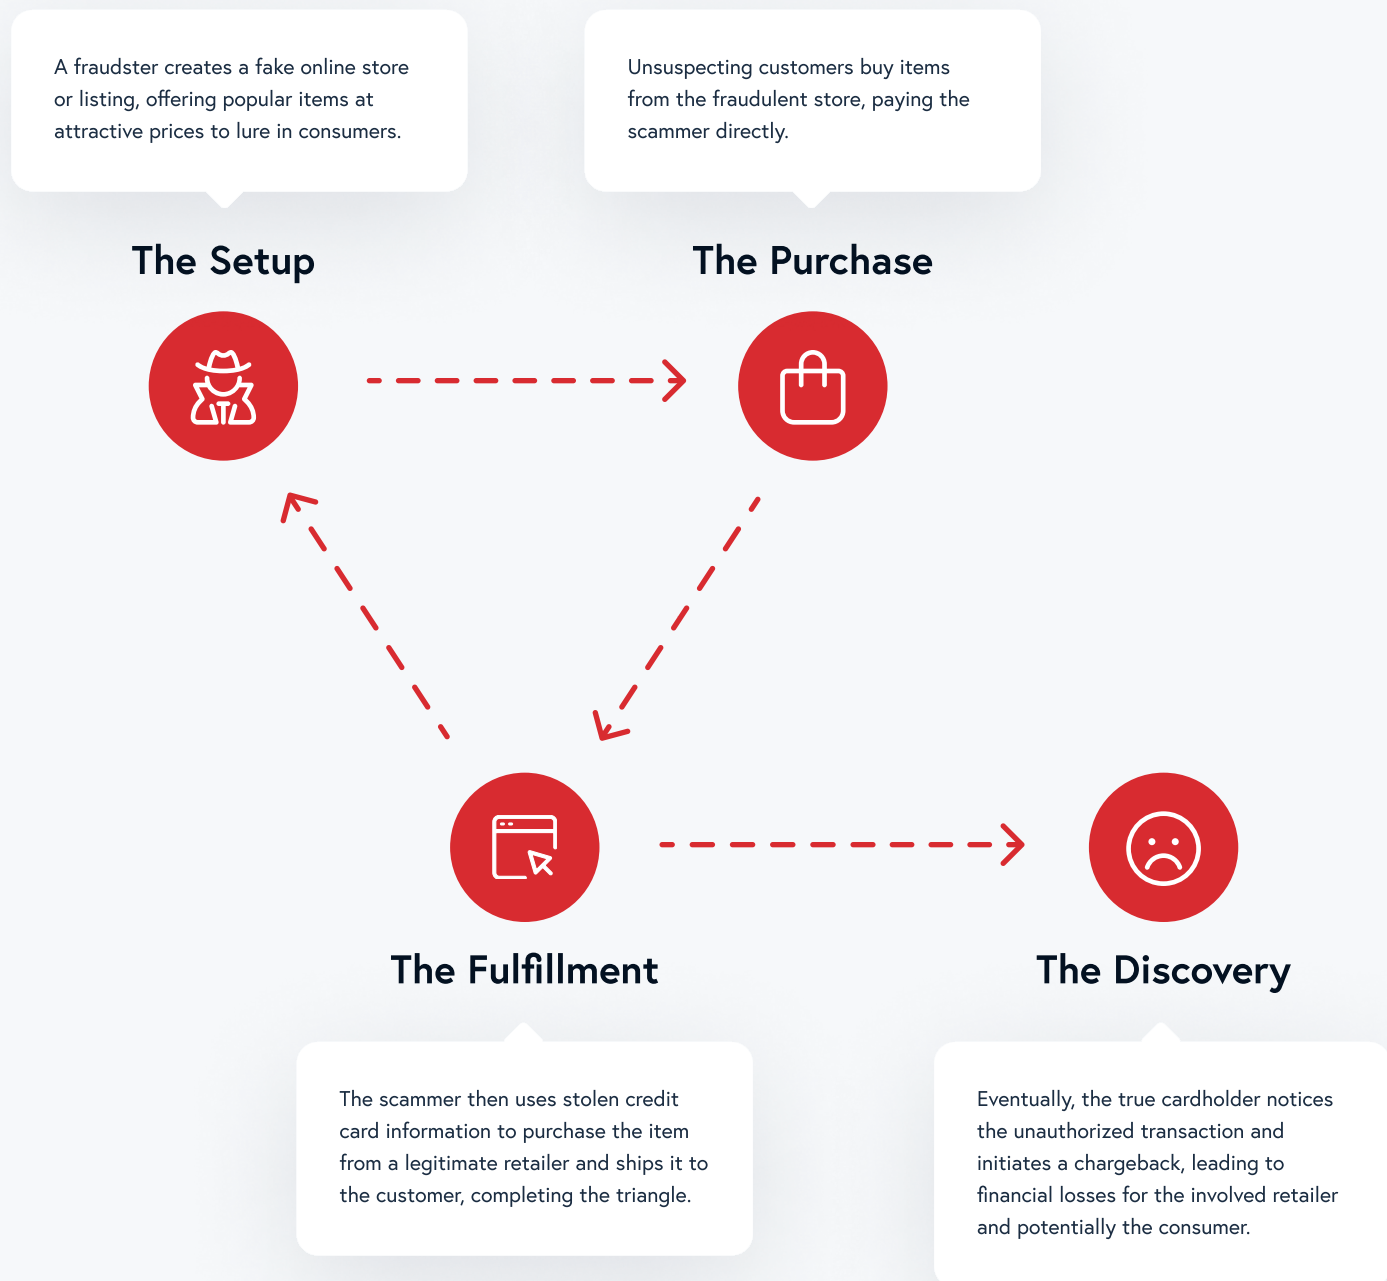 A fraudster creates a fake online store
or listing, offering popular items at
attractive prices to lure in consumers.
Unsuspecting customers buy items
from the fraudulent store, paying the
scammer directly.
The Setup
The Purchase
The Fulfillment
The Discovery
The scammer then uses stolen credit
card information to purchase the item
from a legitimate retailer and ships it to
the customer, completing the triangle.
Eventually, the true cardholder notices
the unauthorized transaction and
initiates a chargeback, leading to
financial losses for the involved retailer
and potentially the consumer.